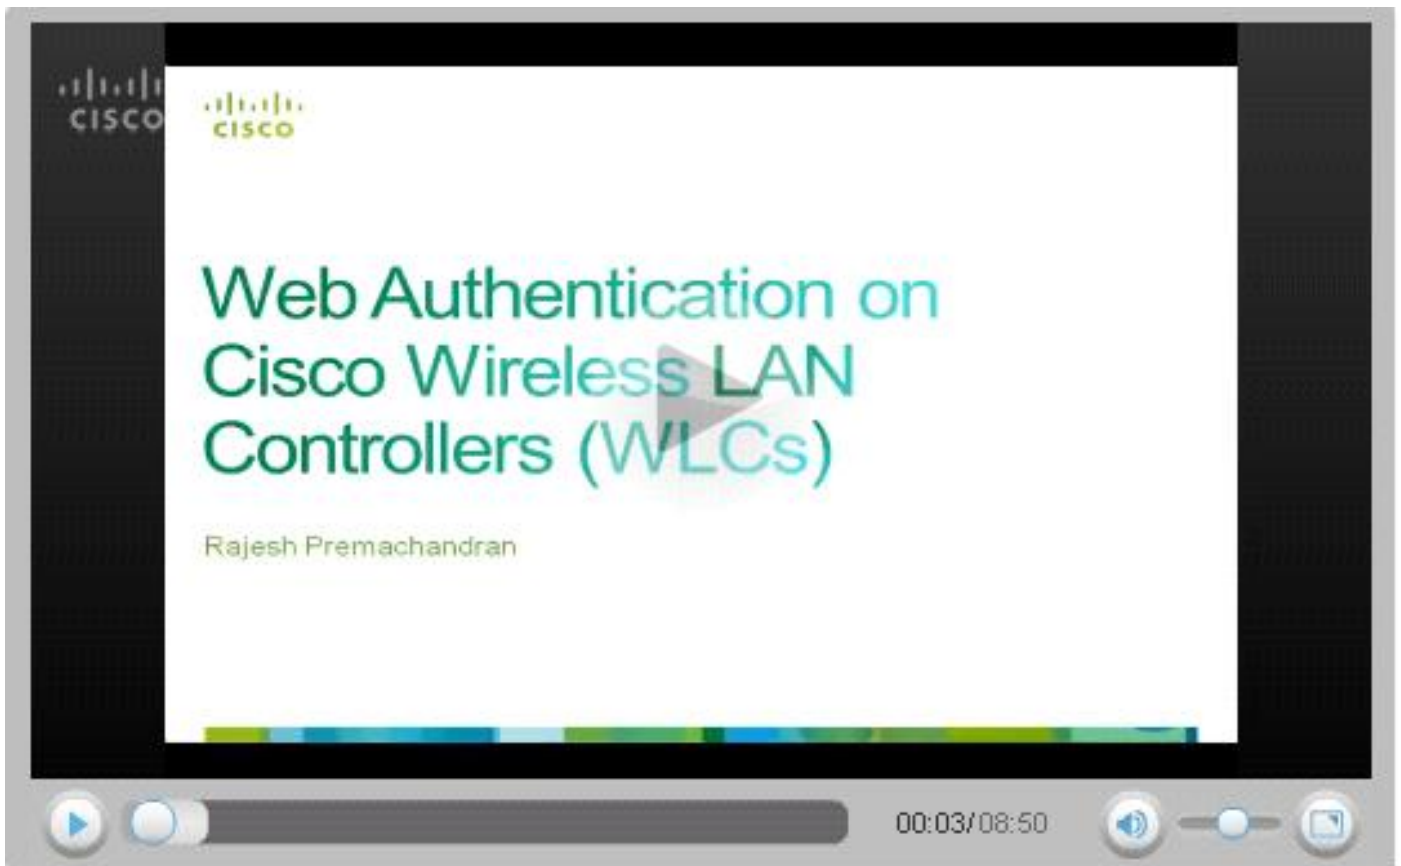 CISCO
CISCO
Web Authentication on
Cisco Wireless LAN
Controllers (WLCs)
Rajesh Premachandran
00:03/08:50